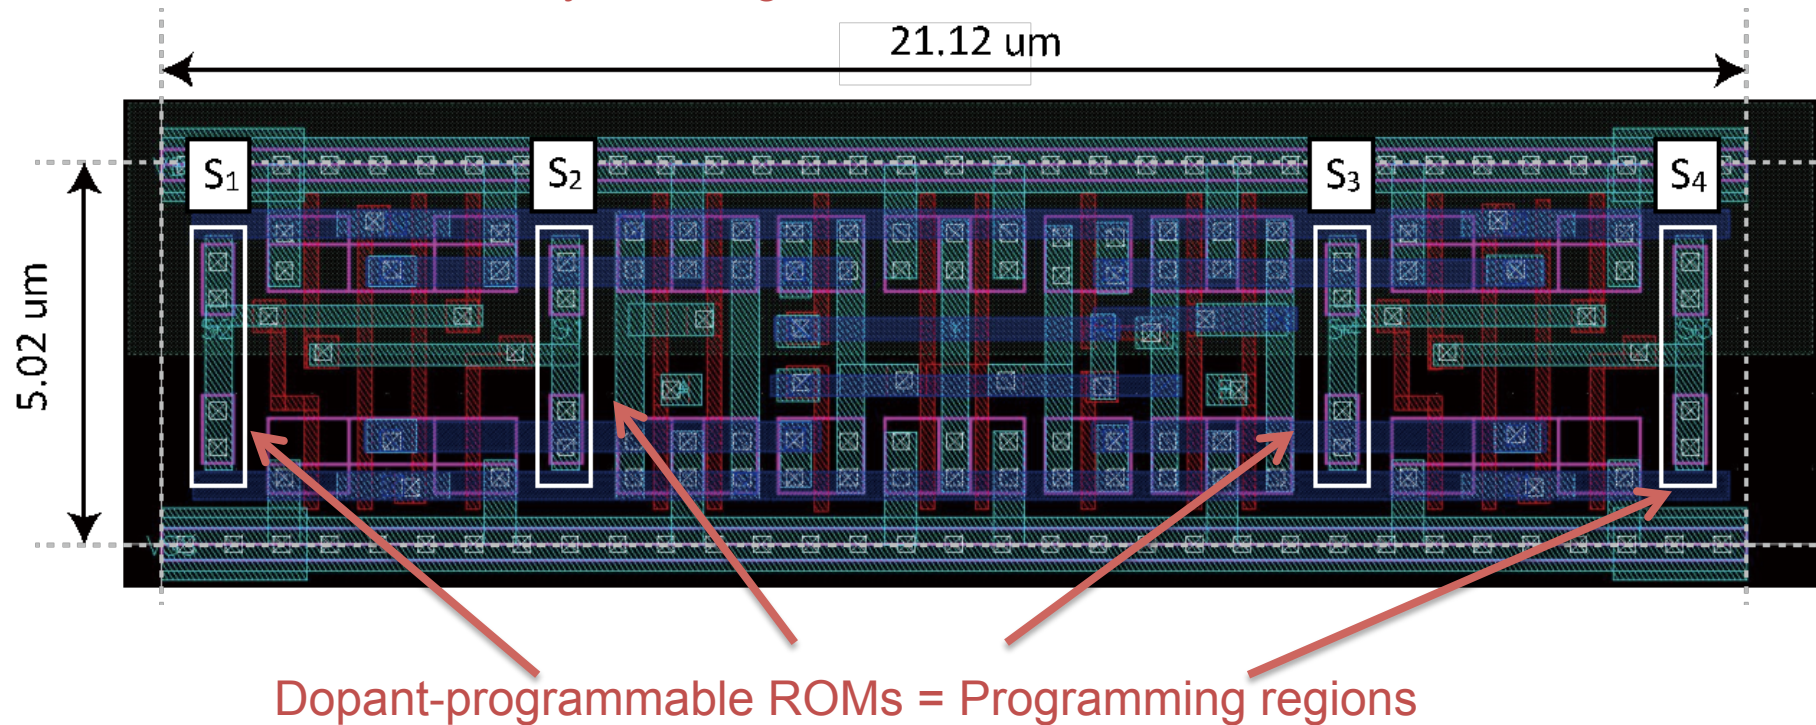 21.12 um
S1 S2 S3 S4
5.02 um
Dopant-programmable ROMs = Programming regions